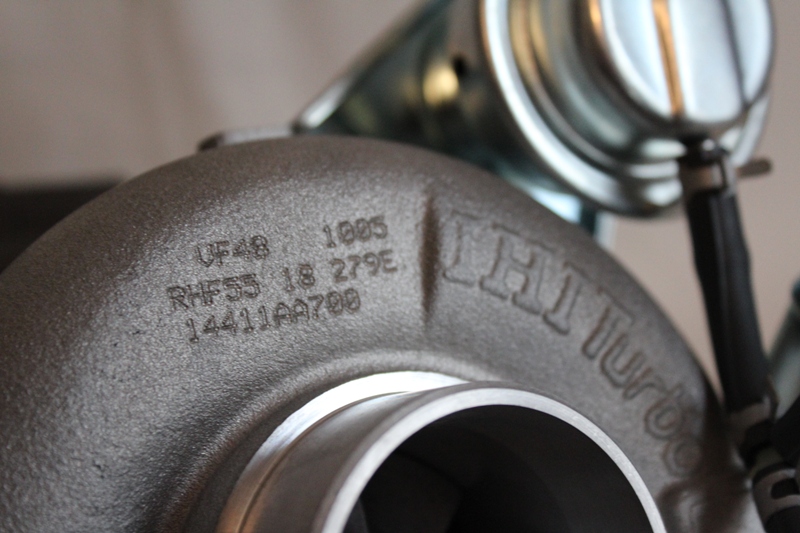 VF48 1005
RHF55 18 279E
14411AA700
IHI Turbo